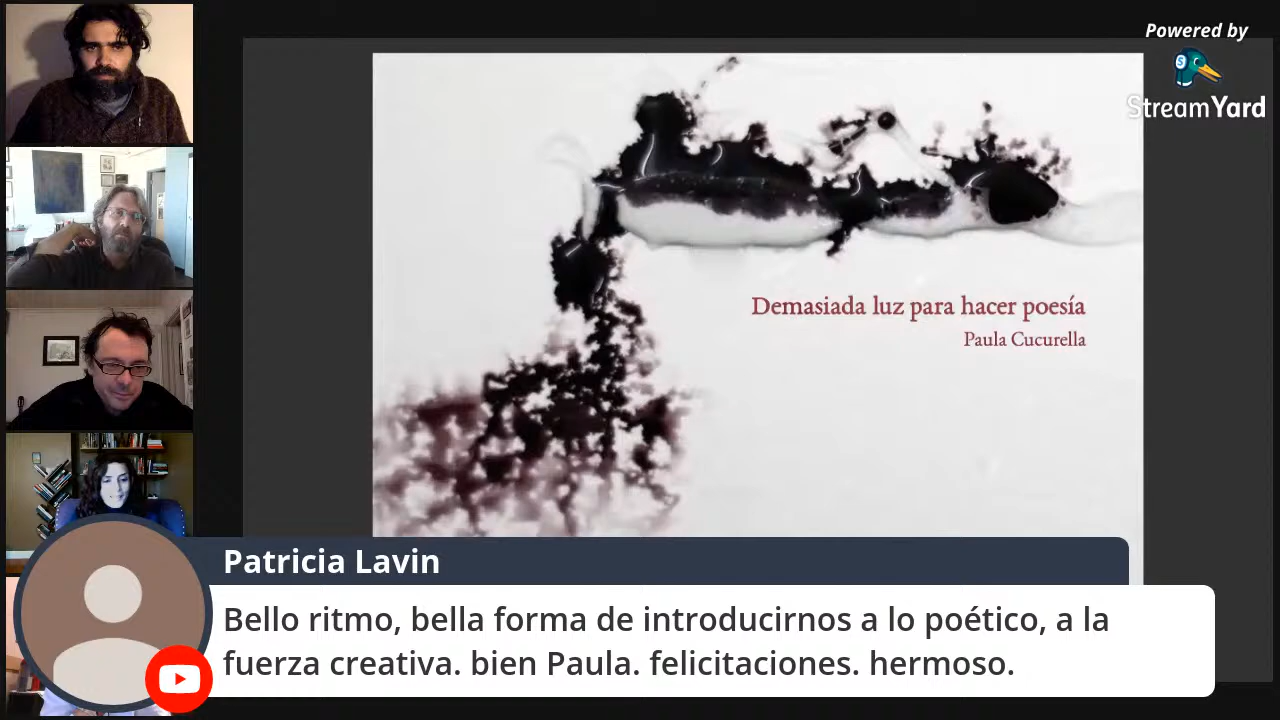 Powered by
StreamYard
Demasiada luz para hacer poesía
Paula Cucurella
Patricia Lavin
Bello ritmo, bella forma de introducirnos a lo poético, a la
fuerza creativa. bien Paula. felicitaciones. hermoso.